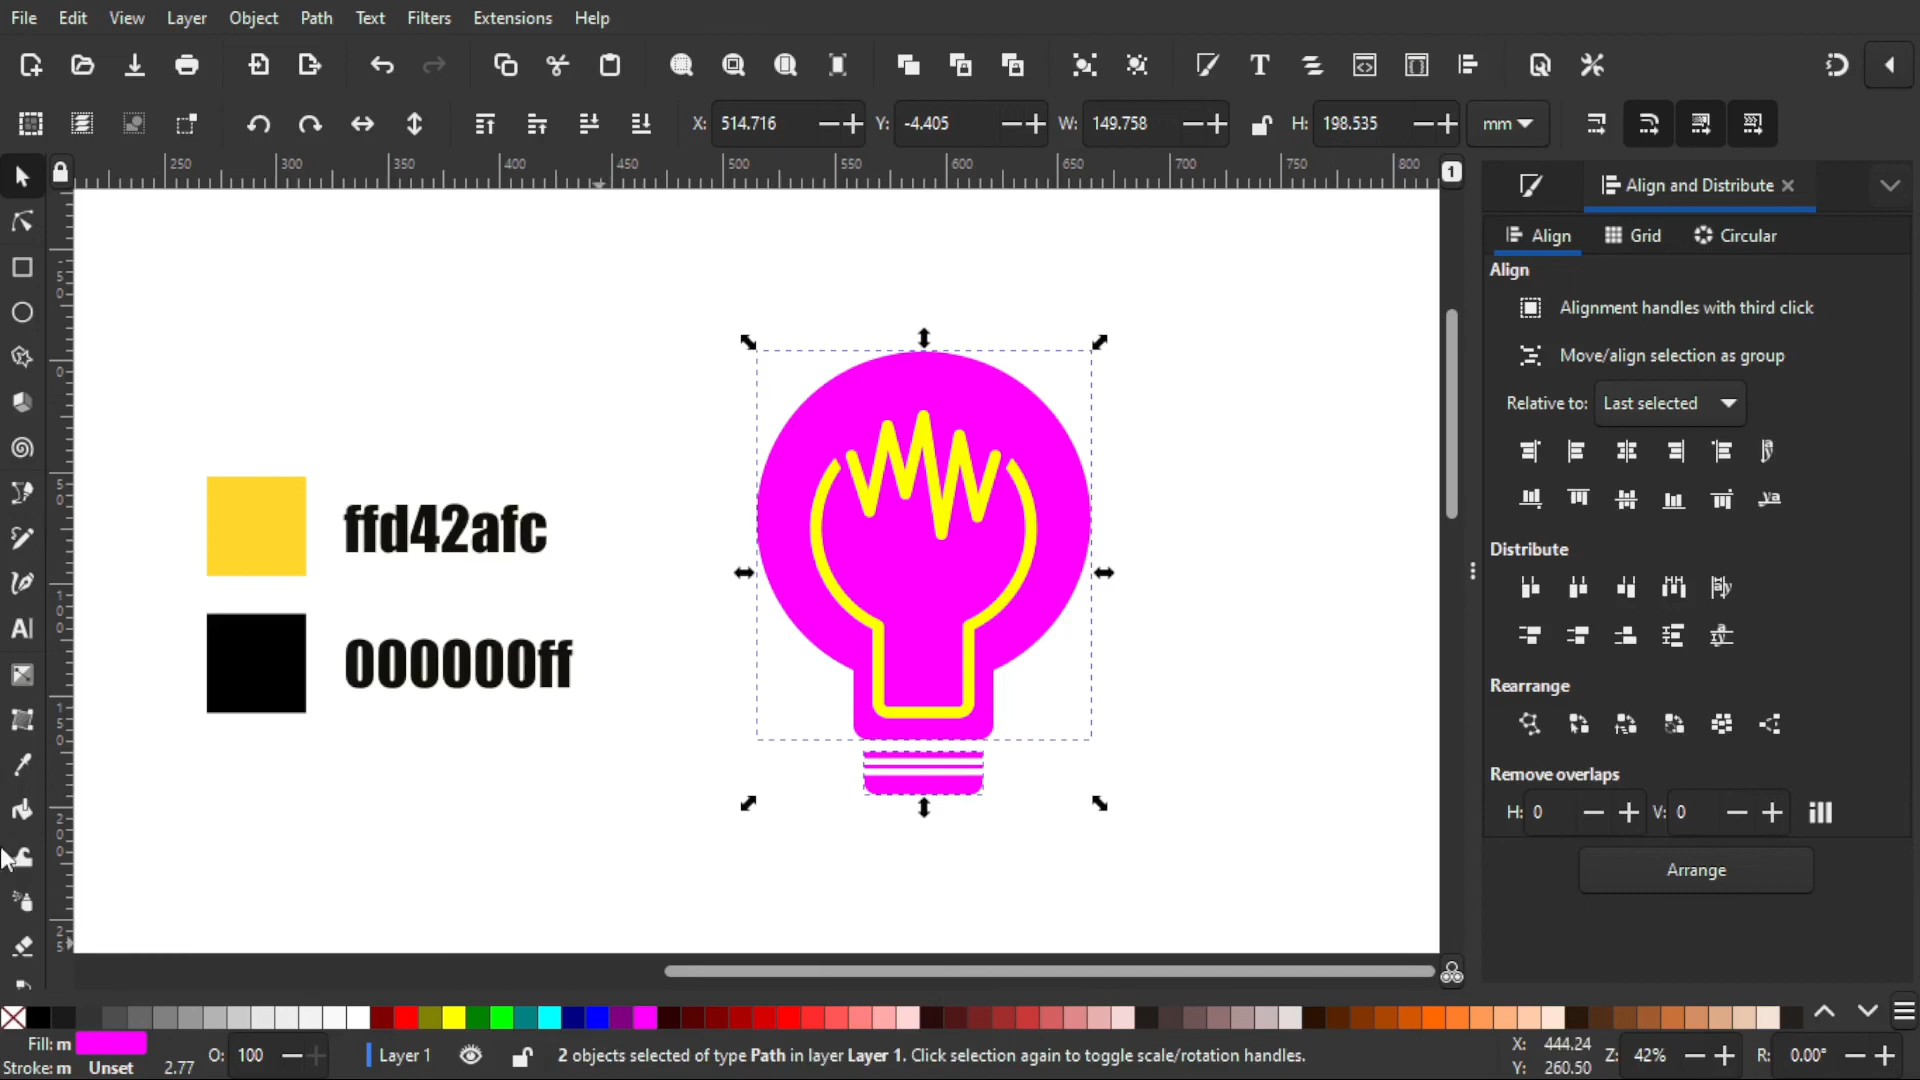 File Edit View Layer Object Path Text Filters Extensions Help
X: 514.716 Y: -4.405 W: 149.758 H: 198.535 mm
250 300 350 400 450 500 550 600 650 700 750 800
1
Align and Distribute
Align Grid Circular
Align
Alignment handles with third click
Move/align selection as group
Relative to: Last selected
Distribute
Rearrange
Remove overlaps
H: 0 V: 0
Arrange
ffd42afc
000000ff
Fill: m
Stroke: m Unset 2.77
O: 100
Layer 1
2 objects selected of type Path in layer Layer 1. Click selection again to toggle scale/rotation handles.
X: 444.24
Y: 260.50
Z: 42%
R: 0.00°